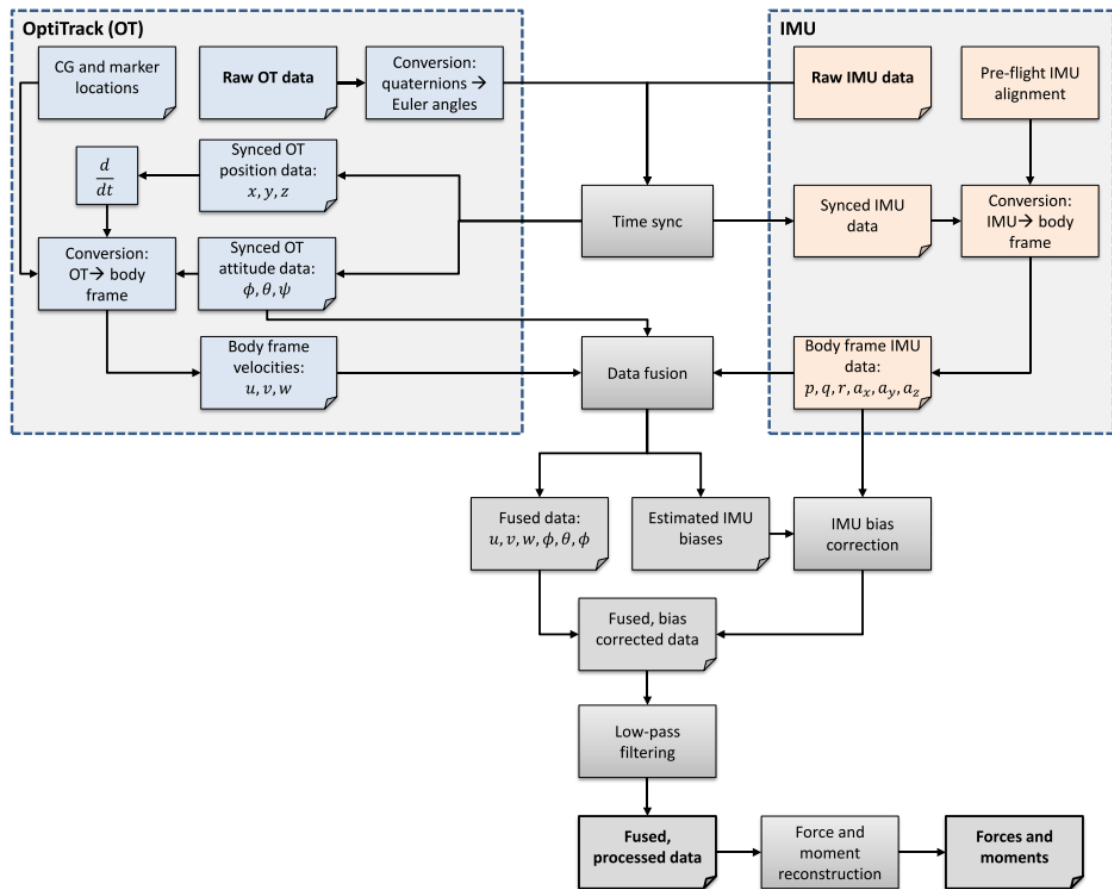 OptiTrack (OT)
CG and marker
locations
Raw OT data
Conversion:
quaternions →
Euler angles
IMU
Raw IMU data
Pre-flight IMU
alignment
d
dt
Synced OT
position data:
x, y, z
Time sync
Synced IMU
data
Conversion:
IMU→ body
frame
Conversion:
OT→ body
frame
Synced OT
attitude data:
ϕ, θ, ψ
Body frame
velocities:
u, v, w
Data fusion
Body frame IMU
data:
p, q, r, aₓ, a_y, a_z
Fused data:
u, v, w, ϕ, θ, ϕ
Estimated IMU
biases
IMU bias
correction
Fused, bias
corrected data
Low-pass
filtering
Fused,
processed data
Force and
moment
reconstruction
Forces and
moments